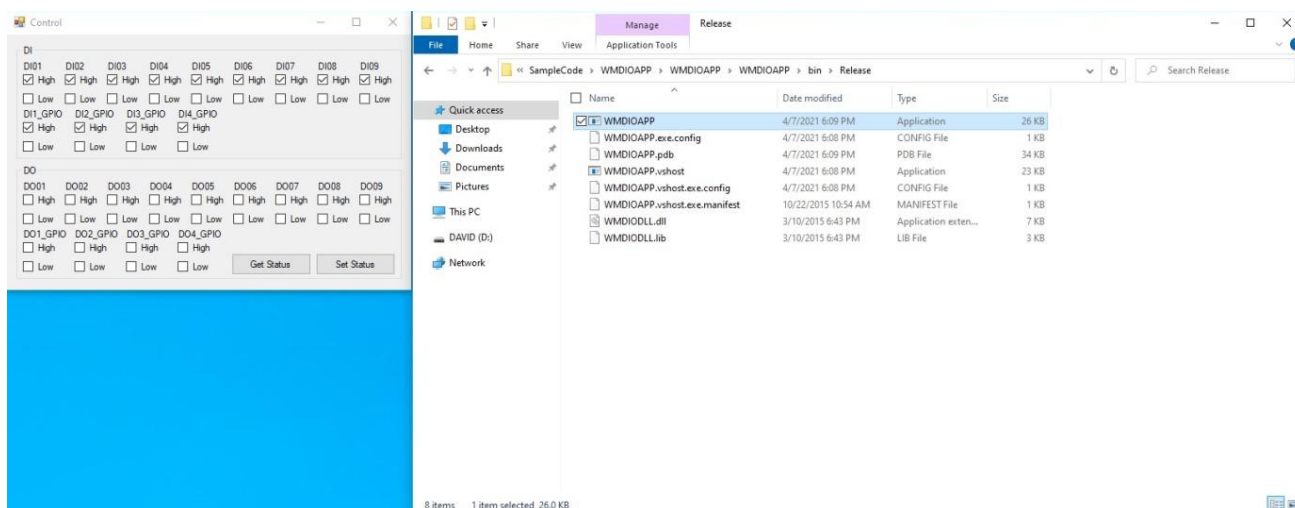 Control
DI
DI01 DI02 DI03 DI04 DI05 DI06 DI07 DI08 DI09
High High High High High High High High High
Low Low Low Low Low Low Low Low Low
DI1_GPIO DI2_GPIO DI3_GPIO DI4_GPIO
High High High High
Low Low Low Low
DO
DO01 DO02 DO03 DO04 DO05 DO06 DO07 DO08 DO09
High High High High High High High High High
Low Low Low Low Low Low Low Low Low
DO1_GPIO DO2_GPIO DO3_GPIO DO4_GPIO
High High High High
Low Low Low Low Get Status Set Status
Manage Release
File Home Share View Application Tools
« SampleCode › WMDIOAPP › WMDIOAPP › WMDIOAPP › bin › Release Search Release
Quick access
Desktop
Downloads
Documents
Pictures
This PC
DAVID (D:)
Network
Name Date modified Type Size
WMDIOAPP 4/7/2021 6:09 PM Application 26 KB
WMDIOAPP.exe.config 4/7/2021 6:08 PM CONFIG File 1 KB
WMDIOAPP.pdb 4/7/2021 6:09 PM PDB File 34 KB
WMDIOAPP.vshost 4/7/2021 6:08 PM Application 23 KB
WMDIOAPP.vshost.exe.config 4/7/2021 6:08 PM CONFIG File 1 KB
WMDIOAPP.vshost.exe.manifest 10/22/2015 10:54 AM MANIFEST File 1 KB
WMDIODLL.dll 3/10/2015 6:43 PM Application exten... 7 KB
WMDIODLL.lib 3/10/2015 6:43 PM LIB File 3 KB
8 items 1 item selected 26.0 KB